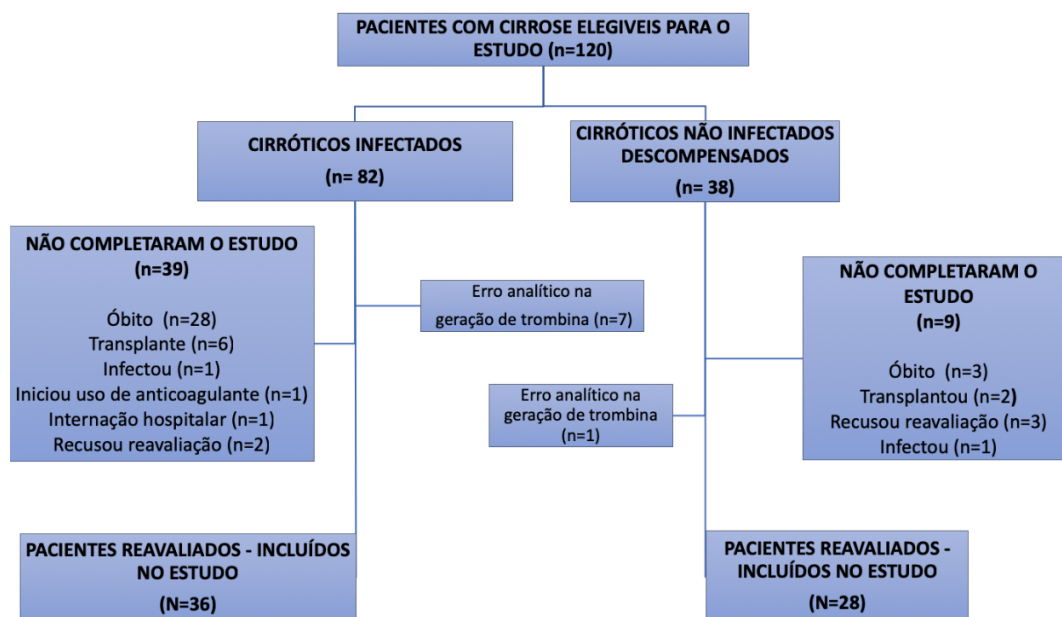 PACIENTES COM CIRROSE ELEGIVEIS PARA O
ESTUDO (n=120)
CIRRÓTICOS INFECTADOS
(n= 82)
CIRRÓTICOS NÃO INFECTADOS
DESCOMPENSADOS
(n= 38)
NÃO COMPLETARAM O ESTUDO
(n=39)
Óbito (n=28)
Transplante (n=6)
Infectou (n=1)
Iniciou uso de anticoagulante (n=1)
Internação hospitalar (n=1)
Recusou reavaliação (n=2)
Erro analítico na
geração de trombina (n=7)
Erro analítico na
geração de trombina
(n=1)
NÃO COMPLETARAM O
ESTUDO
(n=9)
Óbito (n=3)
Transplantou (n=2)
Recusou reavaliação (n=3)
Infectou (n=1)
PACIENTES REAVALIADOS - INCLUÍDOS
NO ESTUDO
(N=36)
PACIENTES REAVALIADOS -
INCLUÍDOS NO ESTUDO
(N=28)